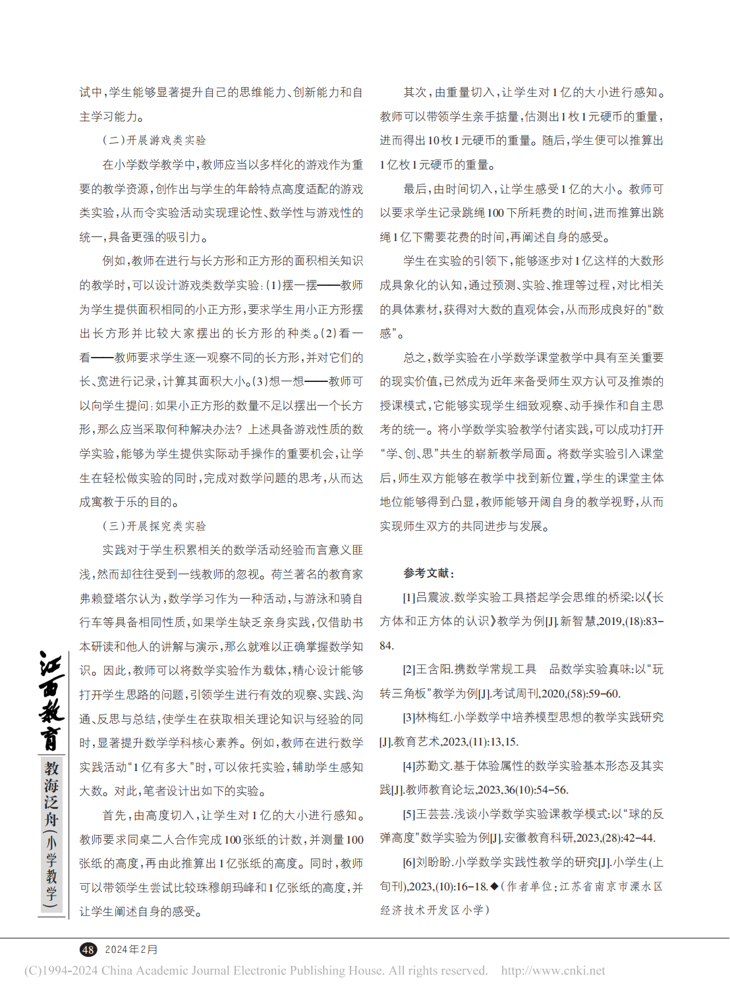 试中,学生能够显著提升自己的思维能力、创新能力和自
主学习能力。
(二)开展游戏类实验
在小学数学教学中,教师应当以多样化的游戏作为重
要的教学资源,创作出与学生的年龄特点高度适配的游戏
类实验,从而令实验活动实现理论性、数学性与游戏性的
统一,具备更强的吸引力。
例如,教师在进行与长方形和正方形的面积相关知识
的教学时,可以设计游戏类数学实验:(1)摆一摆——教师
为学生提供面积相同的小正方形,要求学生用小正方形摆
出长方形并比较大家摆出的长方形的种类。(2)看一
看——教师要求学生逐一观察不同的长方形,并对它们的
长、宽进行记录,计算其面积大小。(3)想一想——教师可
以向学生提问:如果小正方形的数量不足以摆出一个长方
形,那么应当采取何种解决办法?上述具备游戏性质的数
学实验,能够为学生提供实际动手操作的重要机会,让学
生在轻松做实验的同时,完成对数学问题的思考,从而达
成寓教于乐的目的。
(三)开展探究类实验
实践对于学生积累相关的数学活动经验而言意义匪
浅,然而却往往受到一线教师的忽视。荷兰著名的教育家
弗赖登塔尔认为,数学学习作为一种活动,与游泳和骑自
行车等具备相同性质,如果学生缺乏亲身实践,仅借助书
本研读和他人的讲解与演示,那么就难以正确掌握数学知
识。因此,教师可以将数学实验作为载体,精心设计能够
打开学生思路的问题,引领学生进行有效的观察、实践、沟
通、反思与总结,使学生在获取相关理论知识与经验的同
时,显著提升数学学科核心素养。例如,教师在进行数学
实践活动“1亿有多大”时,可以依托实验,辅助学生感知
大数。对此,笔者设计出如下的实验。
首先,由高度切入,让学生对1亿的大小进行感知。
教师要求同桌二人合作完成100张纸的计数,并测量100
张纸的高度,再由此推算出1亿张纸的高度。同时,教师
可以带领学生尝试比较珠穆朗玛峰和1亿张纸的高度,并
让学生阐述自身的感受。
其次,由重量切入,让学生对1亿的大小进行感知。
教师可以带领学生亲手掂量,估测出1枚1元硬币的重量,
进而得出10枚1元硬币的重量。随后,学生便可以推算出
1亿枚1元硬币的重量。
最后,由时间切入,让学生感受1亿的大小。教师可
以要求学生记录跳绳100下所耗费的时间,进而推算出跳
绳1亿下需要花费的时间,再阐述自身的感受。
学生在实验的引领下,能够逐步对1亿这样的大数形
成具象化的认知,通过预测、实验、推理等过程,对比相关
的具体素材,获得对大数的直观体会,从而形成良好的“数
感”。
总之,数学实验在小学数学课堂教学中具有至关重要
的现实价值,已然成为近年来备受师生双方认可及推崇的
授课模式,它能够实现学生细致观察、动手操作和自主思
考的统一。将小学数学实验教学付诸实践,可以成功打开
“学、创、思”共生的崭新教学局面。将数学实验引入课堂
后,师生双方能够在教学中找到新位置,学生的课堂主体
地位能够得到凸显,教师能够开阔自身的教学视野,从而
实现师生双方的共同进步与发展。
参考文献:
[1]吕震波.数学实验工具搭起学会思维的桥梁:以《长
方体和正方体的认识》教学为例[J].新智慧,2019,(18):83-
84.
[2]王含阳.携数学常规工具 品数学实验真味:以“玩
转三角板”教学为例[J].考试周刊,2020,(58):59-60.
[3]林梅红.小学数学中培养模型思想的教学实践研究
[J].教育艺术,2023,(11):13,15.
[4]苏勤文.基于体验属性的数学实验基本形态及其实
践[J].教师教育论坛,2023,36(10):54-56.
[5]王芸芸.浅谈小学数学实验课教学模式:以“球的反
弹高度”数学实验为例[J].安徽教育科研,2023,(28):42-44.
[6]刘盼盼.小学数学实践性教学的研究[J].小学生(上
旬刊),2023,(10):16-18.◆(作者单位:江苏省南京市溧水区
经济技术开发区小学)
江西教育
教海泛舟(小学教学)
48 2024年2月
(C)1994-2024 China Academic Journal Electronic Publishing House. All rights reserved. http://www.cnki.net